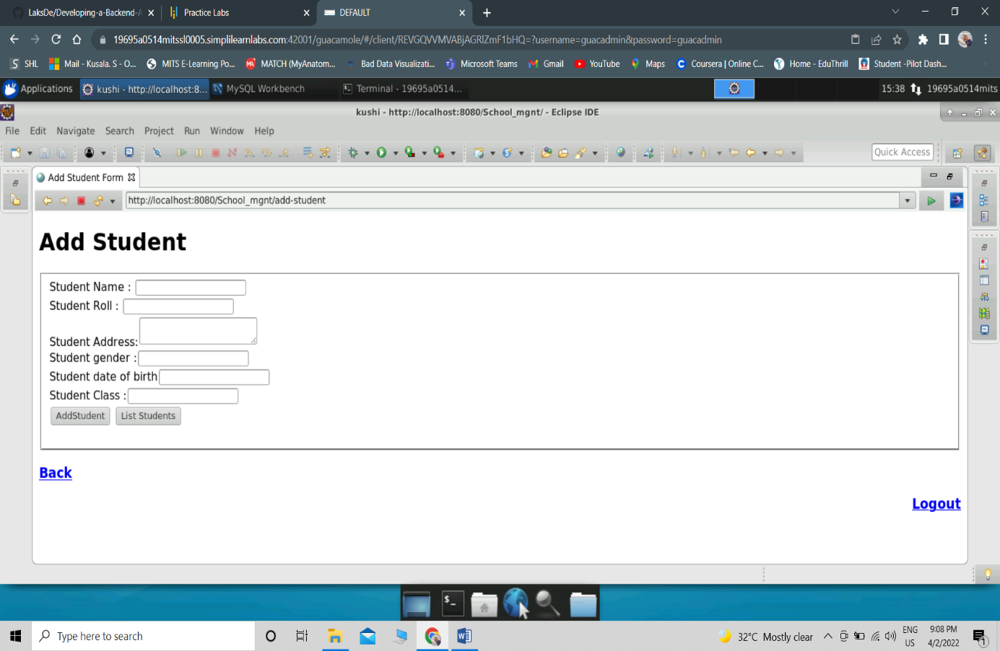 LaksDe/Developing-a-Backend-A
Practice Labs
DEFAULT
19695a0514mitssl0005.simplilearnlabs.com:42001/guacamole/#/client/REVGQVVMVABjAGRlZmF1bHQ=?username=guacadmin&password=guacadmin
SHL
Mail - Kusala. S - O...
MITS E-Learning Po...
MATCH (MyAnatom...
Bad Data Visualizati...
Microsoft Teams
Gmail
YouTube
Maps
Coursera | Online C...
Home - EduThrill
Student -Pilot Dash...
Applications
kushi - http://localhost:8...
MySQL Workbench
Terminal - 19695a0514...
15:38
19695a0514mits
kushi - http://localhost:8080/School_mgnt/ - Eclipse IDE
File Edit Navigate Search Project Run Window Help
Quick Access
Add Student Form
http://localhost:8080/School_mgnt/add-student
Add Student
Student Name :
Student Roll :
Student Address:
Student gender :
Student date of birth
Student Class :
AddStudent
List Students
Back
Logout
Type here to search
32°C Mostly clear
ENG
US
9:08 PM
4/2/2022
1